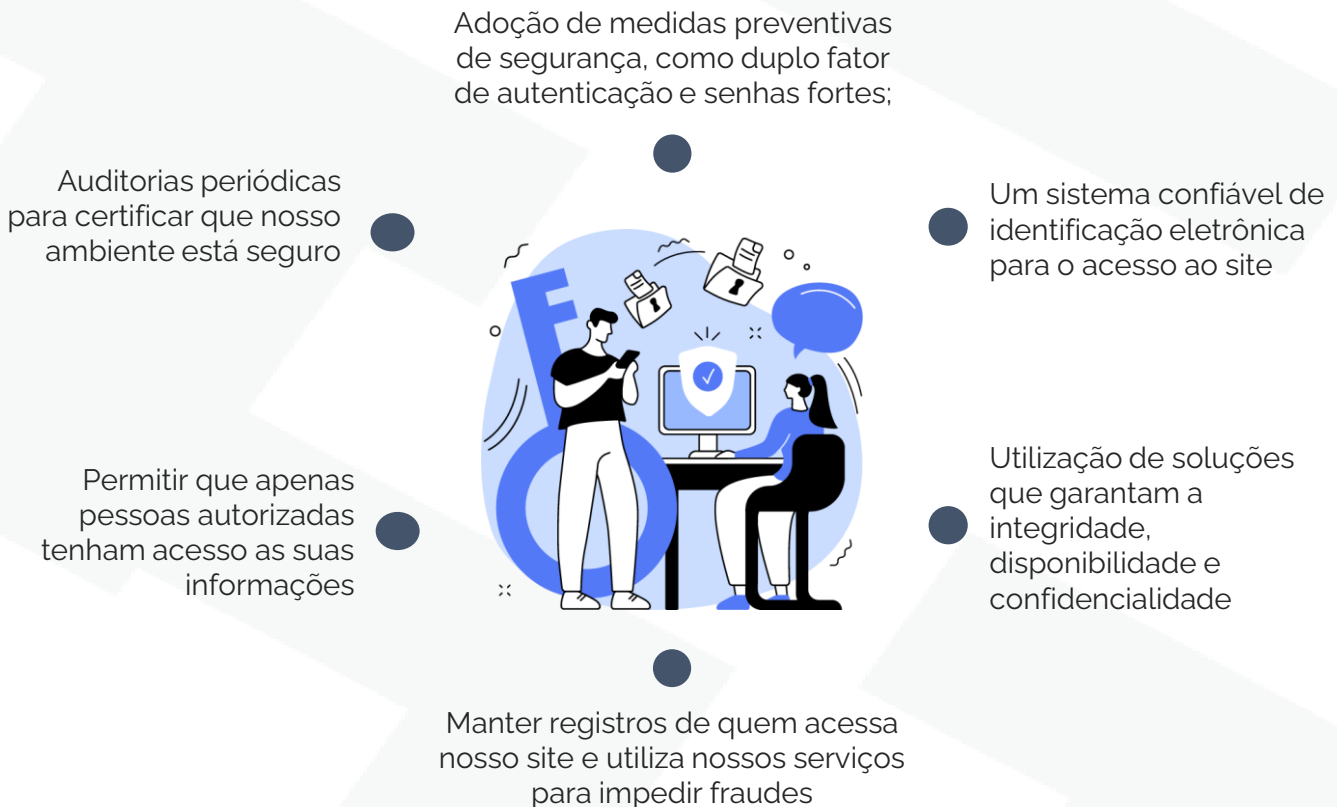 Adoção de medidas preventivas
de segurança, como duplo fator
de autenticação e senhas fortes;
Auditorias periódicas
para certificar que nosso
ambiente está seguro
Um sistema confiável de
identificação eletrônica
para o acesso ao site
Permitir que apenas
pessoas autorizadas
tenham acesso as suas
informações
Utilização de soluções
que garantam a
integridade,
disponibilidade e
confidencialidade
Manter registros de quem acessa
nosso site e utiliza nossos serviços
para impedir fraudes